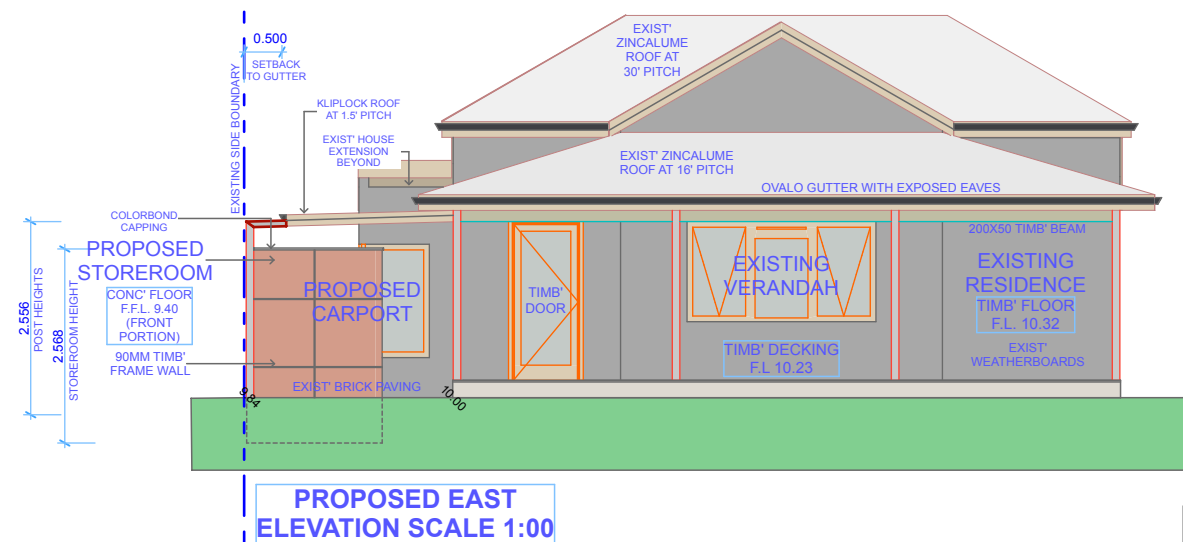 0.500
SETBACK
TO GUTTER
EXISTING SIDE BOUNDARY
EXIST'
ZINCALUME
ROOF AT
30' PITCH
KLIPLOCK ROOF
AT 1.5' PITCH
EXIST' HOUSE
EXTENSION
BEYOND
EXIST' ZINCALUME
ROOF AT 16' PITCH
OVALO GUTTER WITH EXPOSED EAVES
COLORBOND
CAPPING
200X50 TIMB' BEAM
PROPOSED
STOREROOM
CONC' FLOOR
F.F.L. 9.40
(FRONT
PORTION)
90MM TIMB'
FRAME WALL
2.556
POST HEIGHTS
2.568
STOREROOM HEIGHT
PROPOSED
CARPORT
TIMB'
DOOR
EXISTING
VERANDAH
EXISTING
RESIDENCE
TIMB' FLOOR
F.L. 10.32
TIMB' DECKING
F.L 10.23
EXIST'
WEATHERBOARDS
EXIST' BRICK PAVING
9.84
10.00
PROPOSED EAST
ELEVATION SCALE 1:00